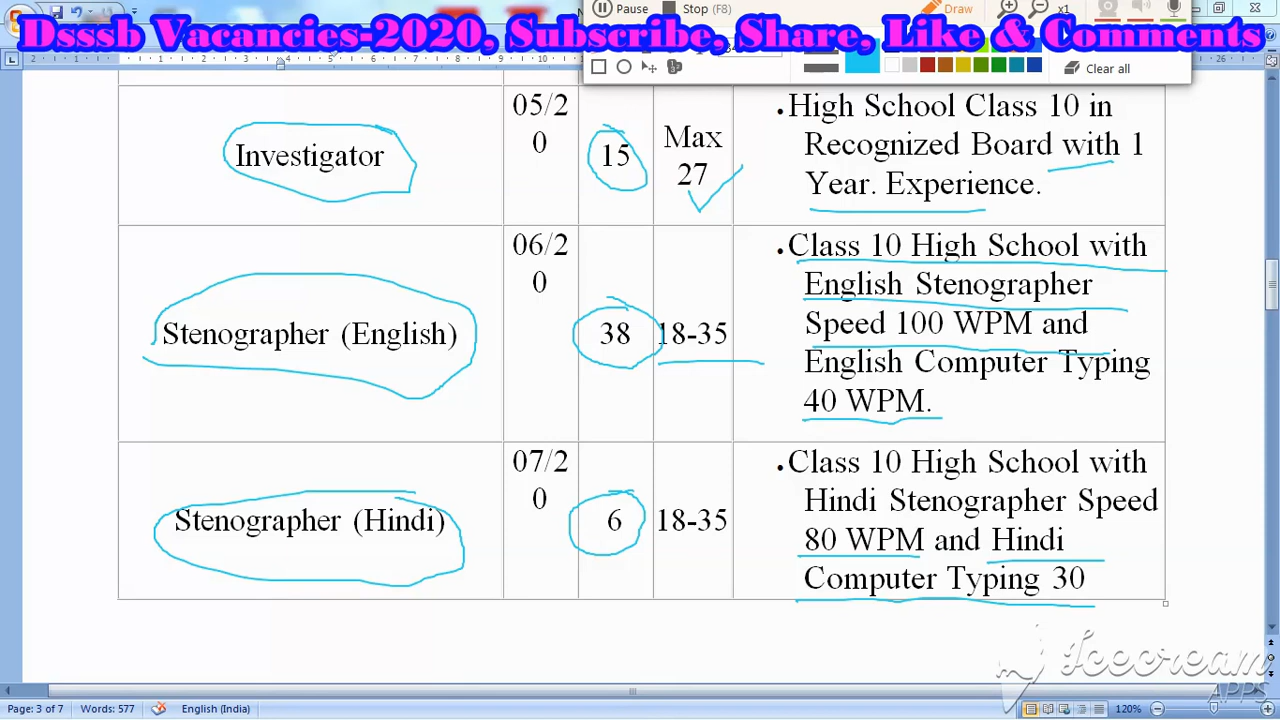 Pause
Stop (F8)
Draw
x1
Dsssb Vacancies-2020, Subscribe, Share, Like & Comments
Clear all
05/2
0
Investigator
15
Max
27
• High School Class 10 in
Recognized Board with 1
Year. Experience.
06/2
0
Stenographer (English)
38
18-35
• Class 10 High School with
English Stenographer
Speed 100 WPM and
English Computer Typing
40 WPM.
07/2
0
Stenographer (Hindi)
6
18-35
• Class 10 High School with
Hindi Stenographer Speed
80 WPM and Hindi
Computer Typing 30
Icecream
APPS
Page: 3 of 7
Words: 577
English (India)
120%